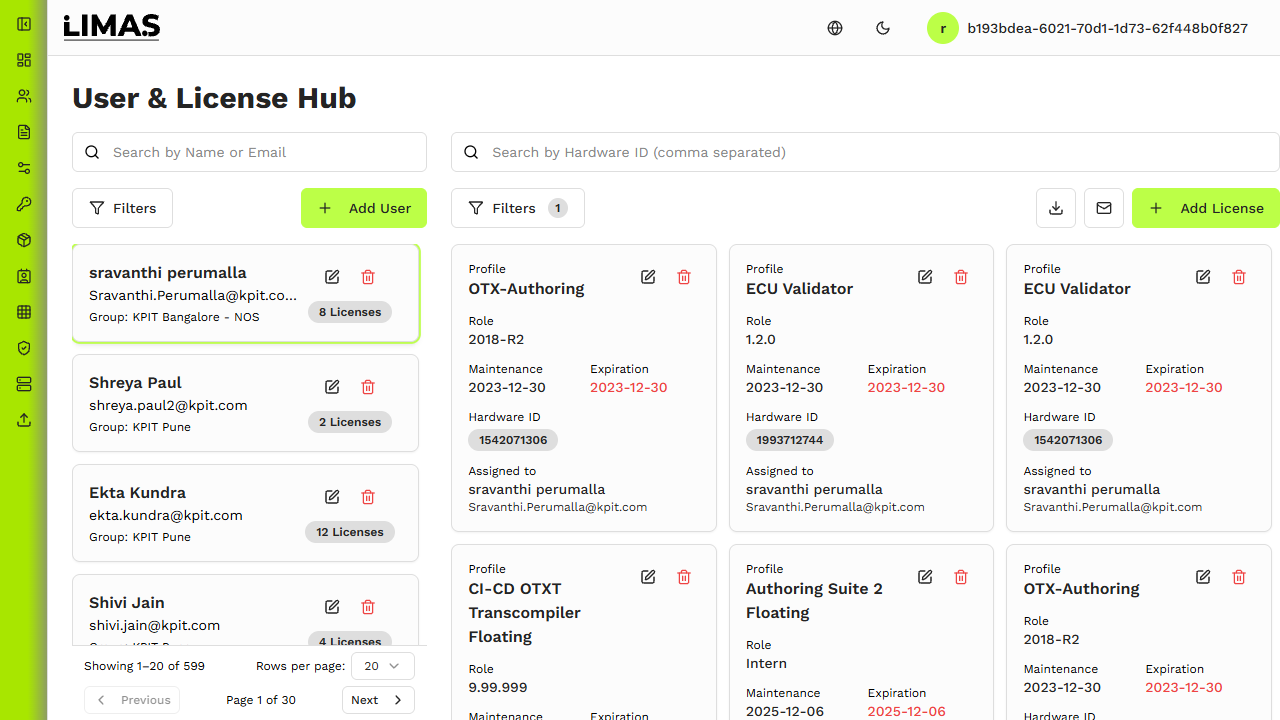 LIMAS
r
b193bdea-6021-70d1-1d73-62f448b0f827
User & License Hub
Search by Name or Email
Search by Hardware ID (comma separated)
Filters
Add User
Filters 1
Add License
sravanthi perumalla
Sravanthi.Perumalla@kpit.co...
Group: KPIT Bangalore - NOS
8 Licenses
Shreya Paul
shreya.paul2@kpit.com
Group: KPIT Pune
2 Licenses
Ekta Kundra
ekta.kundra@kpit.com
Group: KPIT Pune
12 Licenses
Shivi Jain
shivi.jain@kpit.com
Group: KPIT Pune
4 Licenses
Showing 1–20 of 599
Rows per page: 20
Previous
Page 1 of 30
Next
Profile
OTX-Authoring
Role
2018-R2
Maintenance Expiration
2023-12-30 2023-12-30
Hardware ID
1542071306
Assigned to
sravanthi perumalla
Sravanthi.Perumalla@kpit.com
Profile
ECU Validator
Role
1.2.0
Maintenance Expiration
2023-12-30 2023-12-30
Hardware ID
1993712744
Assigned to
sravanthi perumalla
Sravanthi.Perumalla@kpit.com
Profile
ECU Validator
Role
1.2.0
Maintenance Expiration
2023-12-30 2023-12-30
Hardware ID
1542071306
Assigned to
sravanthi perumalla
Sravanthi.Perumalla@kpit.com
Profile
CI-CD OTXT
Transcompiler
Floating
Role
9.99.999
Maintenance Expiration
Profile
Authoring Suite 2
Floating
Role
Intern
Maintenance Expiration
2025-12-06 2025-12-06
Profile
OTX-Authoring
Role
2018-R2
Maintenance Expiration
2023-12-30 2023-12-30
Hardware ID